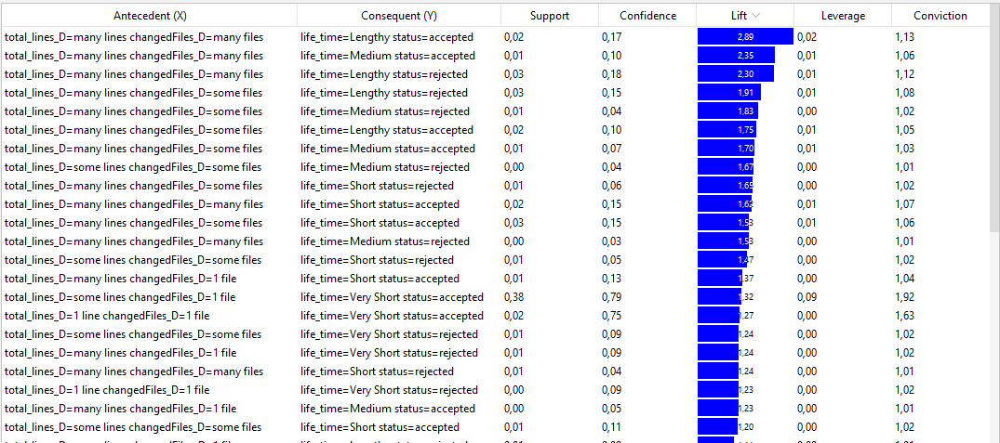 Antecedent (X) Consequent (Y) Support Confidence Lift Leverage Conviction
total_lines_D=many lines changedFiles_D=many files life_time=Lengthy status=accepted 0,02 0,17 2,89 0,02 1,13
total_lines_D=many lines changedFiles_D=many files life_time=Medium status=accepted 0,01 0,10 2,35 0,01 1,06
total_lines_D=many lines changedFiles_D=many files life_time=Lengthy status=rejected 0,03 0,18 2,30 0,01 1,12
total_lines_D=many lines changedFiles_D=some files life_time=Lengthy status=rejected 0,03 0,15 1,91 0,01 1,08
total_lines_D=many lines changedFiles_D=some files life_time=Medium status=rejected 0,01 0,04 1,83 0,00 1,02
total_lines_D=many lines changedFiles_D=some files life_time=Lengthy status=accepted 0,02 0,10 1,75 0,01 1,05
total_lines_D=many lines changedFiles_D=some files life_time=Medium status=accepted 0,01 0,07 1,70 0,01 1,03
total_lines_D=some lines changedFiles_D=some files life_time=Medium status=rejected 0,00 0,04 1,67 0,00 1,01
total_lines_D=many lines changedFiles_D=some files life_time=Short status=rejected 0,01 0,06 1,65 0,00 1,02
total_lines_D=many lines changedFiles_D=many files life_time=Short status=accepted 0,02 0,15 1,62 0,01 1,07
total_lines_D=many lines changedFiles_D=some files life_time=Short status=accepted 0,03 0,15 1,53 0,01 1,06
total_lines_D=many lines changedFiles_D=many files life_time=Medium status=rejected 0,00 0,03 1,53 0,00 1,01
total_lines_D=some lines changedFiles_D=some files life_time=Short status=rejected 0,01 0,05 1,47 0,00 1,02
total_lines_D=many lines changedFiles_D=1 file life_time=Short status=accepted 0,01 0,13 1,37 0,00 1,04
total_lines_D=some lines changedFiles_D=1 file life_time=Very Short status=accepted 0,38 0,79 1,32 0,09 1,92
total_lines_D=1 line changedFiles_D=1 file life_time=Very Short status=accepted 0,02 0,75 1,27 0,00 1,63
total_lines_D=some lines changedFiles_D=some files life_time=Very Short status=rejected 0,01 0,09 1,24 0,00 1,02
total_lines_D=many lines changedFiles_D=1 file life_time=Very Short status=rejected 0,01 0,09 1,24 0,00 1,02
total_lines_D=many lines changedFiles_D=many files life_time=Short status=rejected 0,01 0,04 1,24 0,00 1,01
total_lines_D=1 line changedFiles_D=1 file life_time=Very Short status=rejected 0,00 0,09 1,23 0,00 1,02
total_lines_D=many lines changedFiles_D=1 file life_time=Medium status=accepted 0,00 0,05 1,23 0,00 1,01
total_lines_D=some lines changedFiles_D=some files life_time=Short status=accepted 0,01 0,11 1,20 0,00 1,02